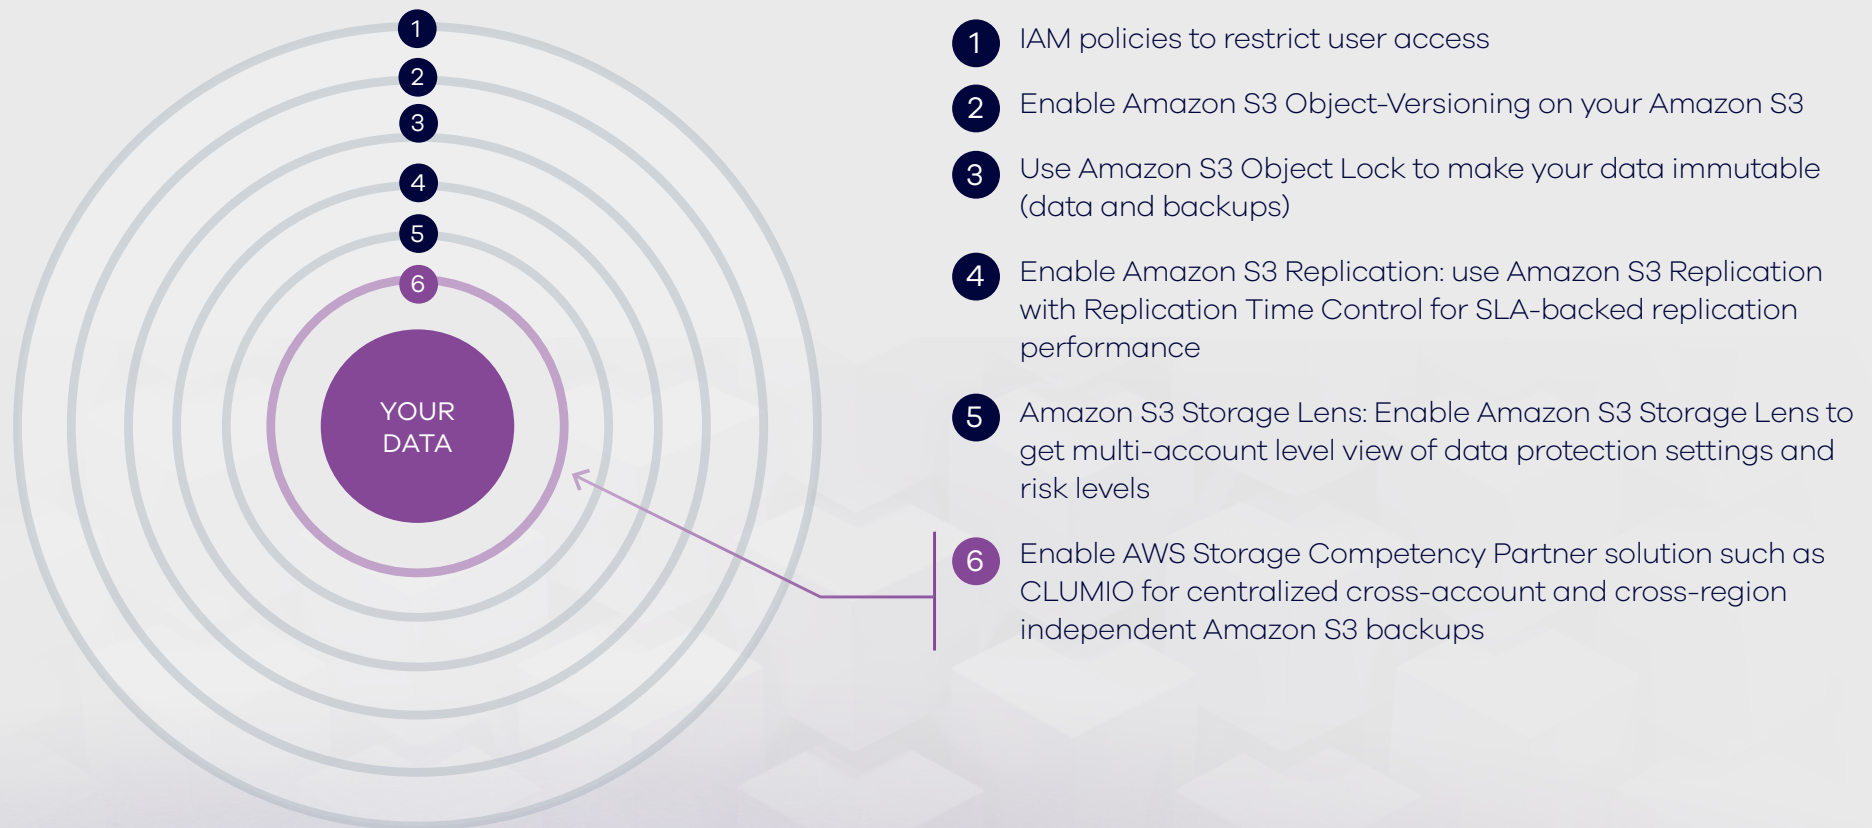 1
2
3
4
5
6
YOUR
DATA
1 IAM policies to restrict user access
2 Enable Amazon S3 Object-Versioning on your Amazon S3
3 Use Amazon S3 Object Lock to make your data immutable
(data and backups)
4 Enable Amazon S3 Replication: use Amazon S3 Replication
with Replication Time Control for SLA-backed replication
performance
5 Amazon S3 Storage Lens: Enable Amazon S3 Storage Lens to
get multi-account level view of data protection settings and
risk levels
6 Enable AWS Storage Competency Partner solution such as
CLUMIO for centralized cross-account and cross-region
independent Amazon S3 backups